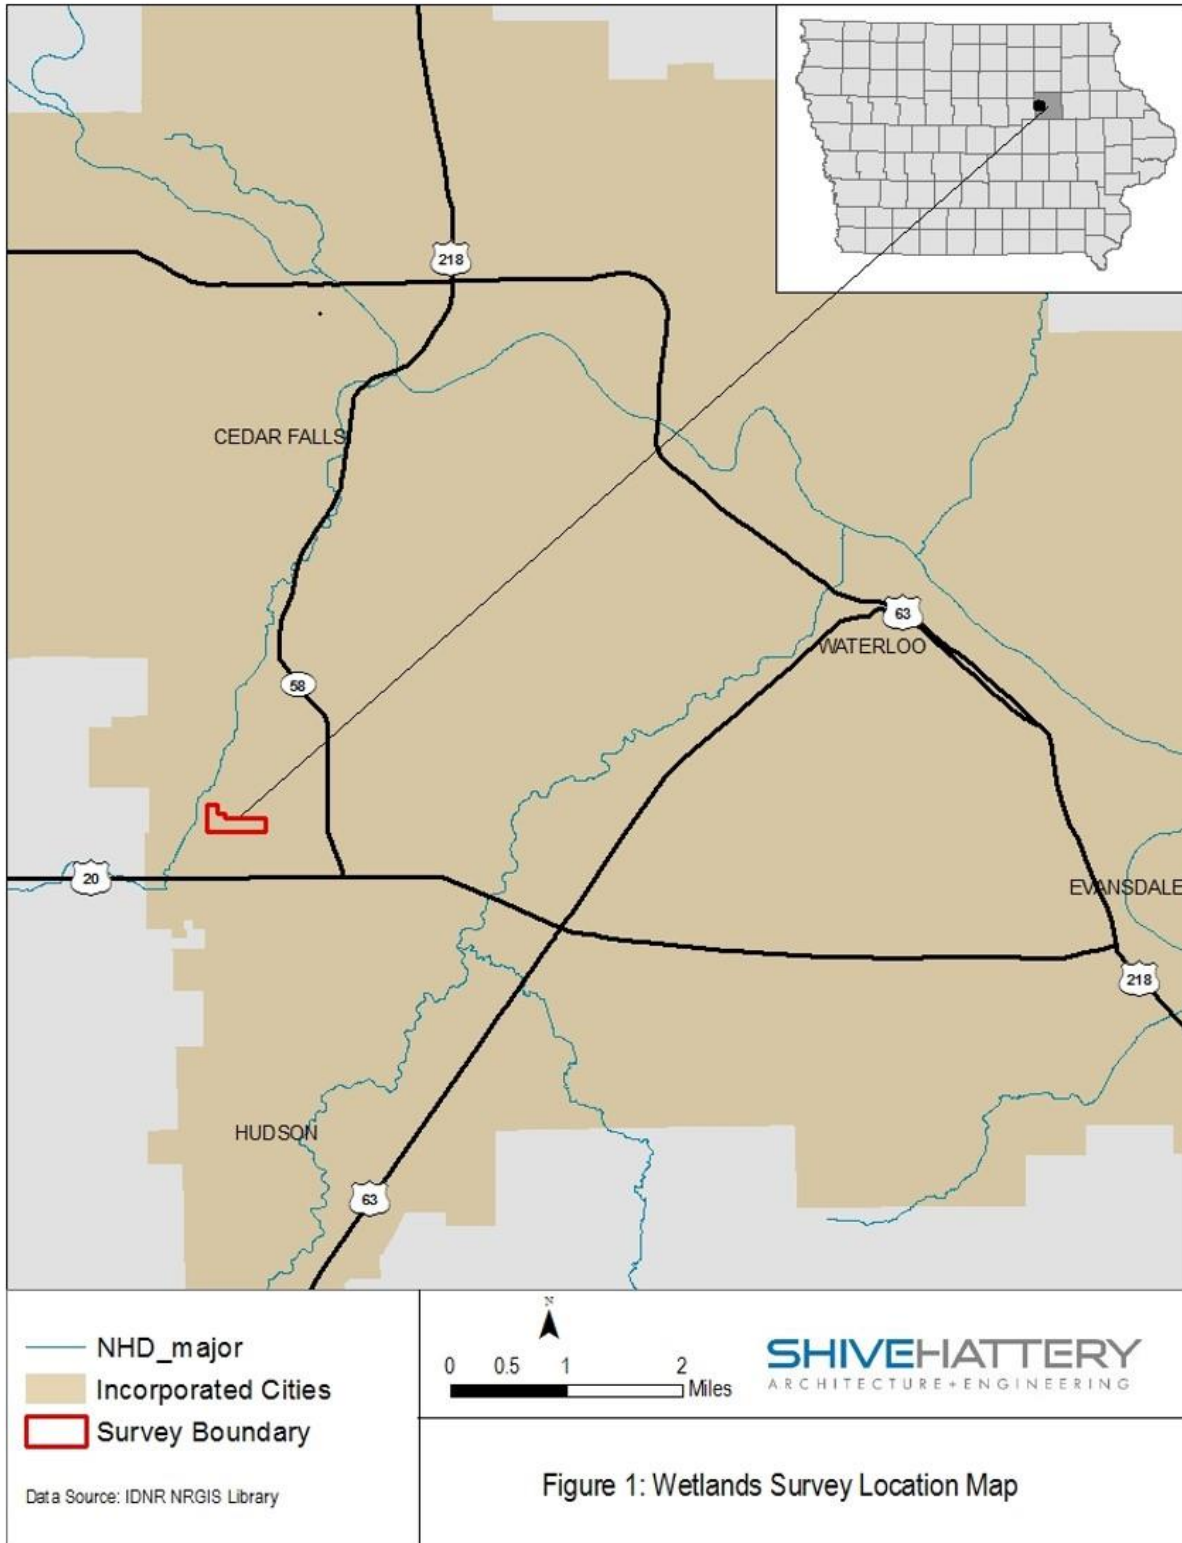 218
CEDAR FALLS
63
WATERLOO
58
20
EVANSDALE
218
HUDSON
63
NHD_major
Incorporated Cities
Survey Boundary
Data Source: IDNR NRGIS Library
N
0 0.5 1 2
Miles
SHIVEHATTERY
ARCHITECTURE+ENGINEERING
Figure 1: Wetlands Survey Location Map